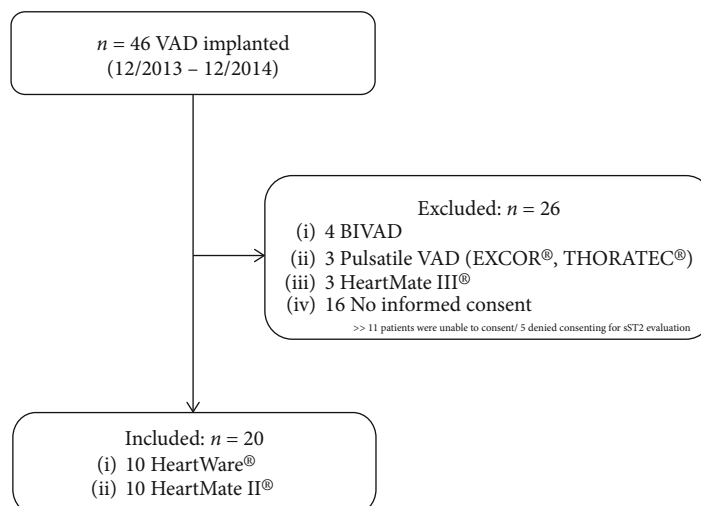 n = 46 VAD implanted
(12/2013 – 12/2014)
Excluded: n = 26
(i) 4 BIVAD
(ii) 3 Pulsatile VAD (EXCOR®, THORATEC®)
(iii) 3 HeartMate III®
(iv) 16 No informed consent
>> 11 patients were unable to consent/ 5 denied consenting for sST2 evaluation
Included: n = 20
(i) 10 HeartWare®
(ii) 10 HeartMate II®